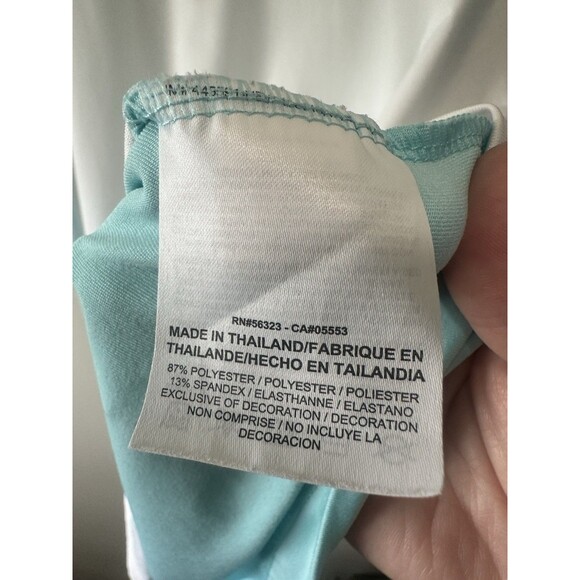 RN#56323 - CA#05553
MADE IN THAILAND/FABRIQUE EN
THAILANDE/HECHO EN TAILANDIA
87% POLYESTER / POLYESTER / POLIESTER
13% SPANDEX / ELASTHANNE / ELASTANO
EXCLUSIVE OF DECORATION / DECORATION
NON COMPRISE / NO INCLUYE LA
DECORACION